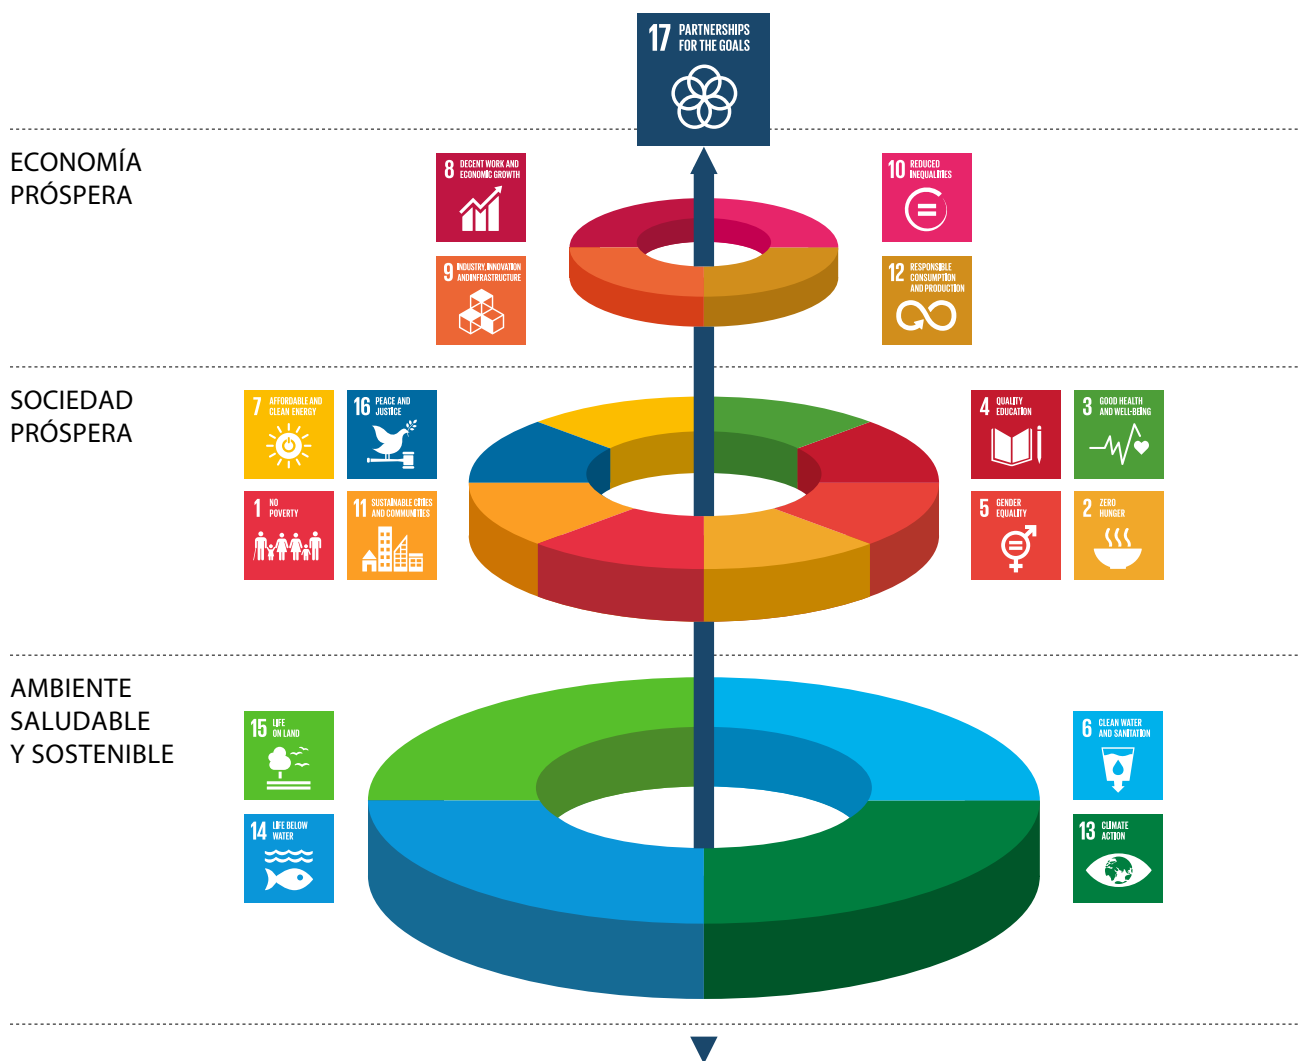 17 PARTNERSHIPS
FOR THE GOALS
ECONOMÍA
PRÓSPERA
8 DECENT WORK AND
ECONOMIC GROWTH
10 REDUCED
INEQUALITIES
9 INDUSTRY, INNOVATION
AND INFRASTRUCTURE
12 RESPONSIBLE
CONSUMPTION
AND PRODUCTION
SOCIEDAD
PRÓSPERA
7 AFFORDABLE AND
CLEAN ENERGY
16 PEACE AND
JUSTICE
4 QUALITY
EDUCATION
3 GOOD HEALTH
AND WELL-BEING
1 NO
POVERTY
11 SUSTAINABLE CITIES
AND COMMUNITIES
5 GENDER
EQUALITY
2 ZERO
HUNGER
AMBIENTE
SALUDABLE
Y SOSTENIBLE
15 LIFE
ON LAND
6 CLEAN WATER
AND SANITATION
14 LIFE BELOW
WATER
13 CLIMATE
ACTION